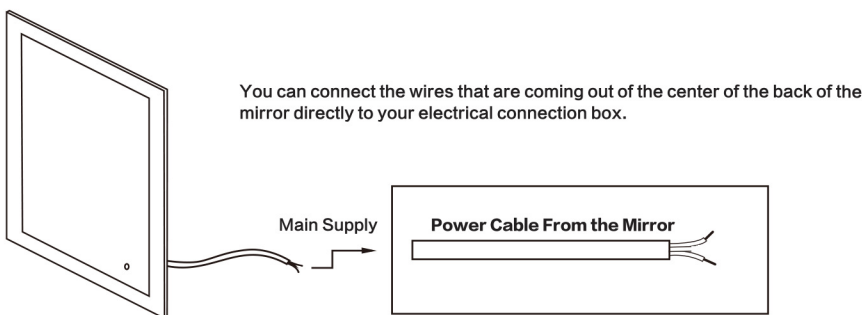 You can connect the wires that are coming out of the center of the back of the
mirror directly to your electrical connection box.
Main Supply
Power Cable From the Mirror